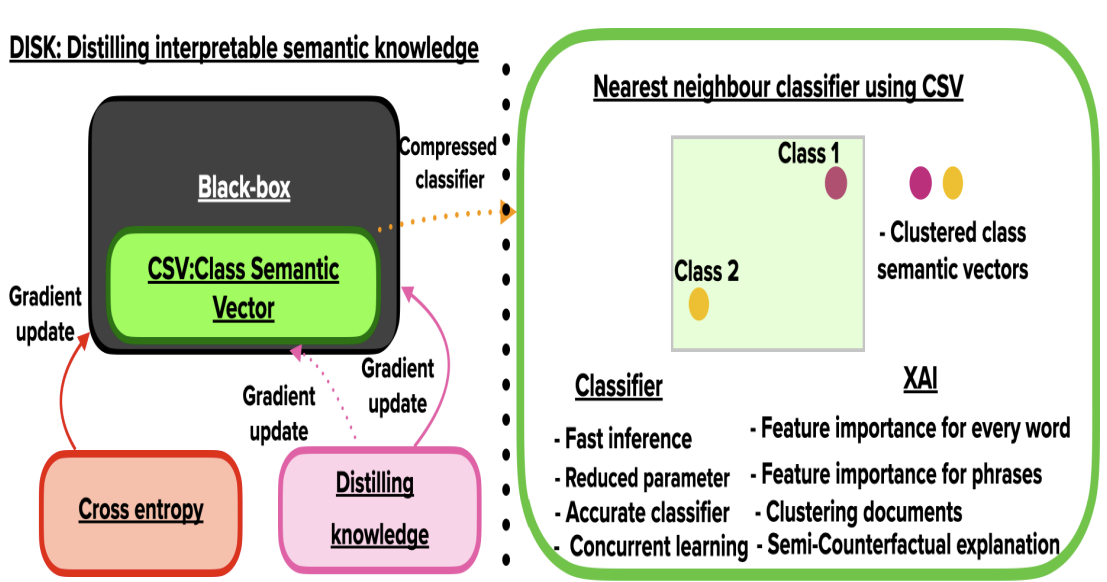 DISK: Distilling interpretable semantic knowledge
Black-box
CSV:Class Semantic
Vector
Compressed
classifier
Gradient
update
Gradient
update
Gradient
update
Cross entropy
Distilling
knowledge
Nearest neighbour classifier using CSV
Class 1
Class 2
- Clustered class
semantic vectors
Classifier
- Fast inference
- Reduced parameter
- Accurate classifier
- Concurrent learning
XAI
- Feature importance for every word
- Feature importance for phrases
- Clustering documents
- Semi-Counterfactual explanation